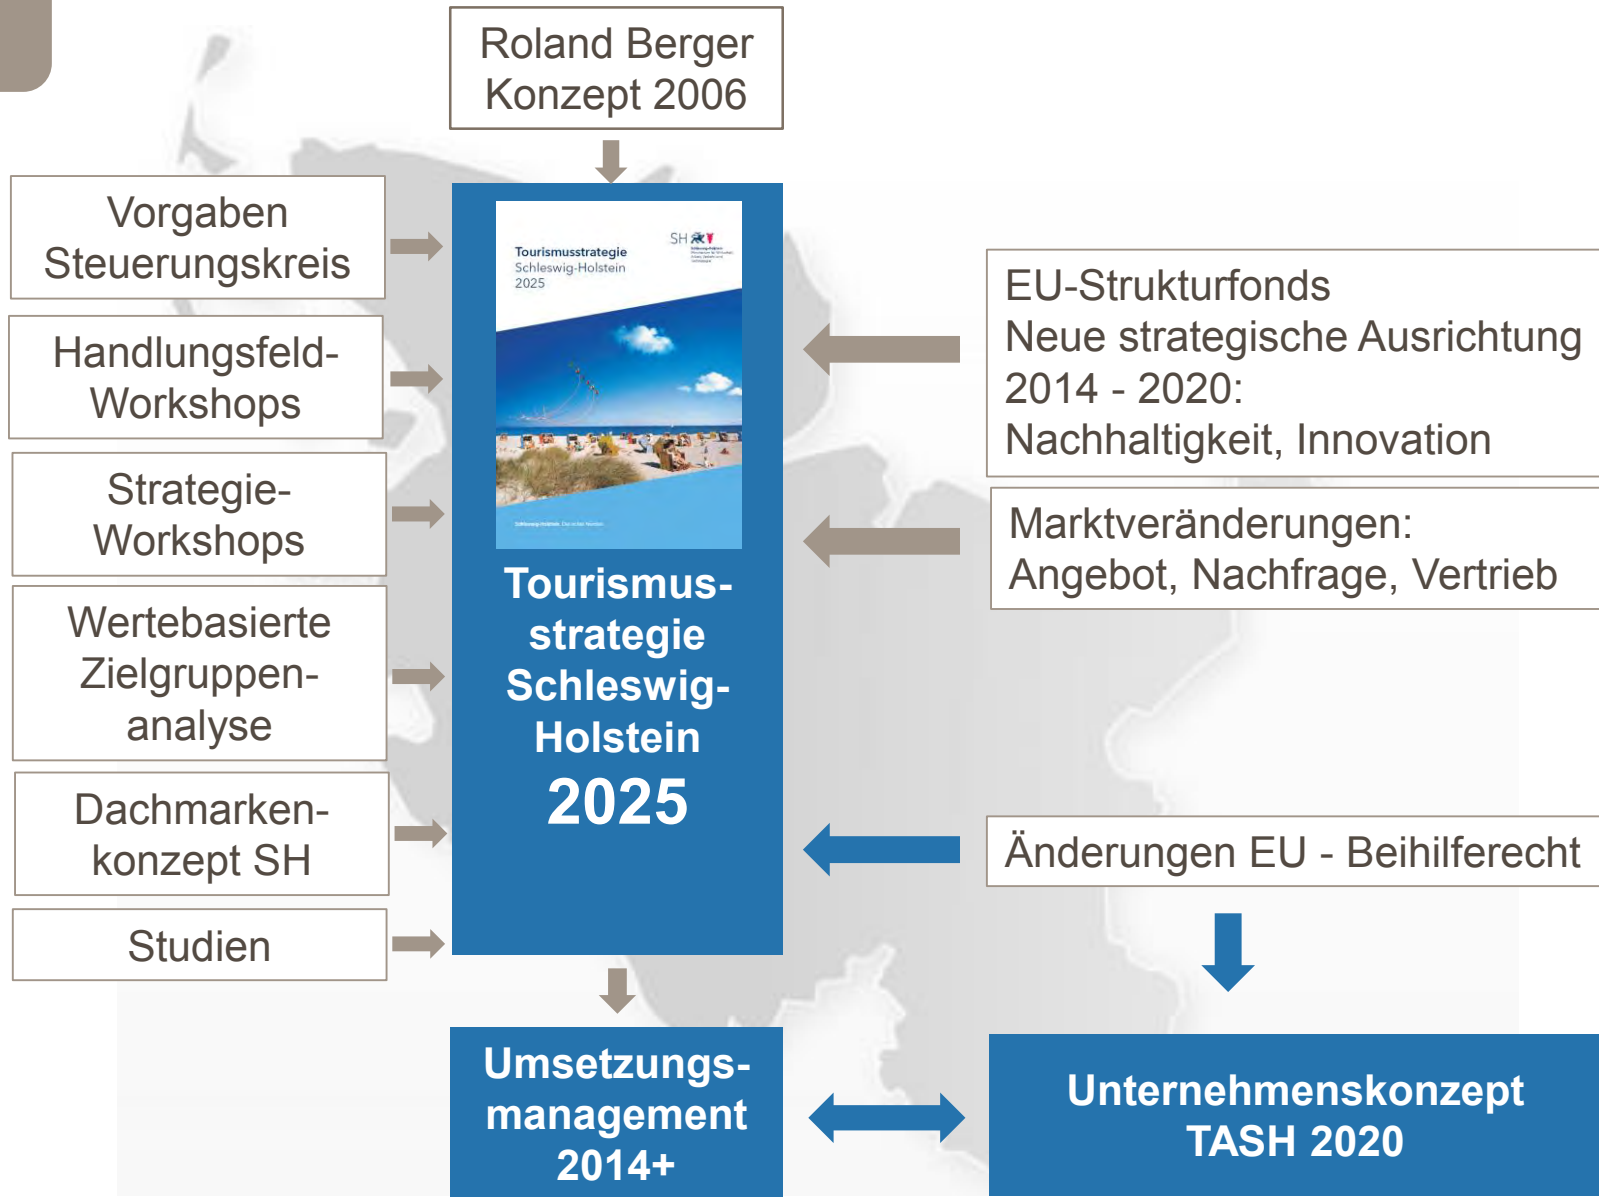 Roland Berger
Konzept 2006
Vorgaben
Steuerungskreis
Handlungsfeld-
Workshops
Strategie-
Workshops
Wertebasierte
Zielgruppen-
analyse
Dachmarken-
konzept SH
Studien
Tourismusstrategie
Schleswig-Holstein
2025
SH
Tourismus-
strategie
Schleswig-
Holstein
2025
EU-Strukturfonds
Neue strategische Ausrichtung
2014 - 2020:
Nachhaltigkeit, Innovation
Marktveränderungen:
Angebot, Nachfrage, Vertrieb
Änderungen EU - Beihilferecht
Umsetzungs-
management
2014+
Unternehmenskonzept
TASH 2020